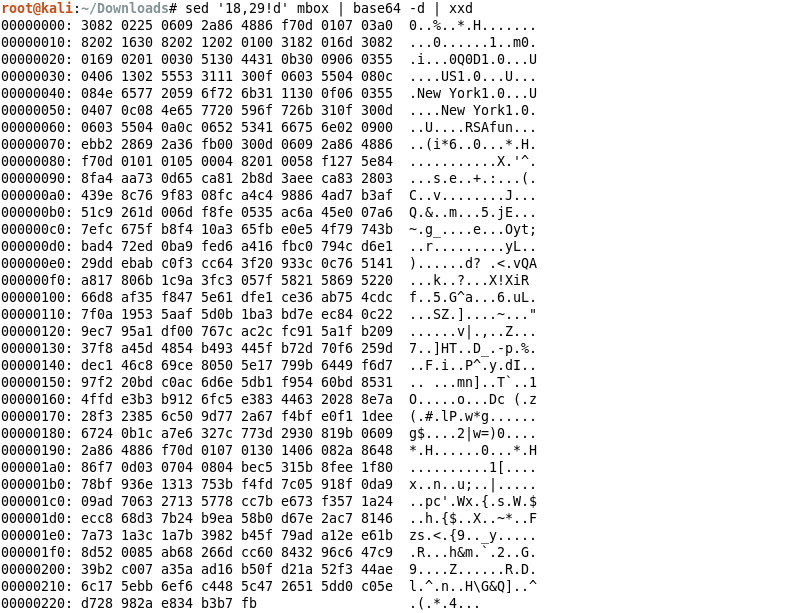 root@kali:~/Downloads# sed '18,29!d' mbox | base64 -d | xxd
00000000: 3082 0225 0609 2a86 4886 f70d 0107 03a0  0..%..*.H.......
00000010: 8202 1630 8202 1202 0100 3182 016d 3082  ...0......1..m0.
00000020: 0169 0201 0030 5130 4431 0b30 0906 0355  .i...0Q0D1.0...U
00000030: 0406 1302 5553 3111 300f 0603 5504 080c  ....US1.0...U...
00000040: 084e 6577 2059 6f72 6b31 1130 0f06 0355  .New York1.0...U
00000050: 0407 0c08 4e65 7720 596f 726b 310f 300d  ....New York1.0.
00000060: 0603 5504 0a0c 0652 5341 6675 6e02 0900  ..U....RSAfun...
00000070: ebb2 2869 2a36 fb00 300d 0609 2a86 4886  ..(i*6..0...*.H.
00000080: f70d 0101 0105 0004 8201 0058 f127 5e84  ...........X.'^.
00000090: 8fa4 aa73 0d65 ca81 2b8d 3aee ca83 2803  ...s.e..+.:...(.
000000a0: 439e 8c76 9f83 08fc a4c4 9886 4ad7 b3af  C..v........J...
000000b0: 51c9 261d 006d f8fe 0535 ac6a 45e0 07a6  Q.&..m...5.jE...
000000c0: 7efc 675f b8f4 10a3 65fb e0e5 4f79 743b  ~.g_....e...Oyt;
000000d0: bad4 72ed 0ba9 fed6 a416 fbc0 794c d6e1  ..r.........yL..
000000e0: 29dd ebab c0f3 cc64 3f20 933c 0c76 5141  )......d? .<.vQA
000000f0: a817 806b 1c9a 3fc3 057f 5821 5869 5220  ...k..?...X!XiR 
00000100: 66d8 af35 f847 5e61 dfe1 ce36 ab75 4cdc  f..5.G^a...6.uL.
00000110: 7f0a 1953 5aaf 5d0b 1ba3 bd7e ec84 0c22  ...SZ.]....~..."
00000120: 9ec7 95a1 df00 767c ac2c fc91 5a1f b209  ......v|.,..Z...
00000130: 37f8 a45d 4854 b493 445f b72d 70f6 259d  7..]HT..D_.-p.%.
00000140: dec1 46c8 69ce 8050 5e17 799b 6449 f6d7  ..F.i..P^.y.dI..
00000150: 97f2 20bd c0ac 6d6e 5db1 f954 60bd 8531  .. ...mn]..T`..1
00000160: 4ffd e3b3 b912 6fc5 e383 4463 2028 8e7a  O.....o...Dc (.z
00000170: 28f3 2385 6c50 9d77 2a67 f4bf e0f1 1dee  (.#.lP.w*g......
00000180: 6724 0b1c a7e6 327c 773d 2930 819b 0609  g$....2|w=)0....
00000190: 2a86 4886 f70d 0107 0130 1406 082a 8648  *.H......0...*.H
000001a0: 86f7 0d03 0704 0804 bec5 315b 8fee 1f80  ..........1[....
000001b0: 78bf 936e 1313 753b f4fd 7c05 918f 0da9  x..n..u;..|.....
000001c0: 09ad 7063 2713 5778 cc7b e673 f357 1a24  ..pc'.Wx.{.s.W.$
000001d0: ecc8 68d3 7b24 b9ea 58b0 d67e 2ac7 8146  ..h.{$..X..~*..F
000001e0: 7a73 1a3c 1a7b 3982 b45f 79ad a12e e61b  zs.<.{9.._y.....
000001f0: 8d52 0085 ab68 266d cc60 8432 96c6 47c9  .R...h&m.`.2..G.
00000200: 39b2 c007 a35a ad16 b50f d21a 52f3 44ae  9....Z......R.D.
00000210: 6c17 5ebb 6ef6 c448 5c47 2651 5dd0 c05e  l.^.n..H\G&Q]..^
00000220: d728 982a e834 b3b7 fb                   .(.*.4...